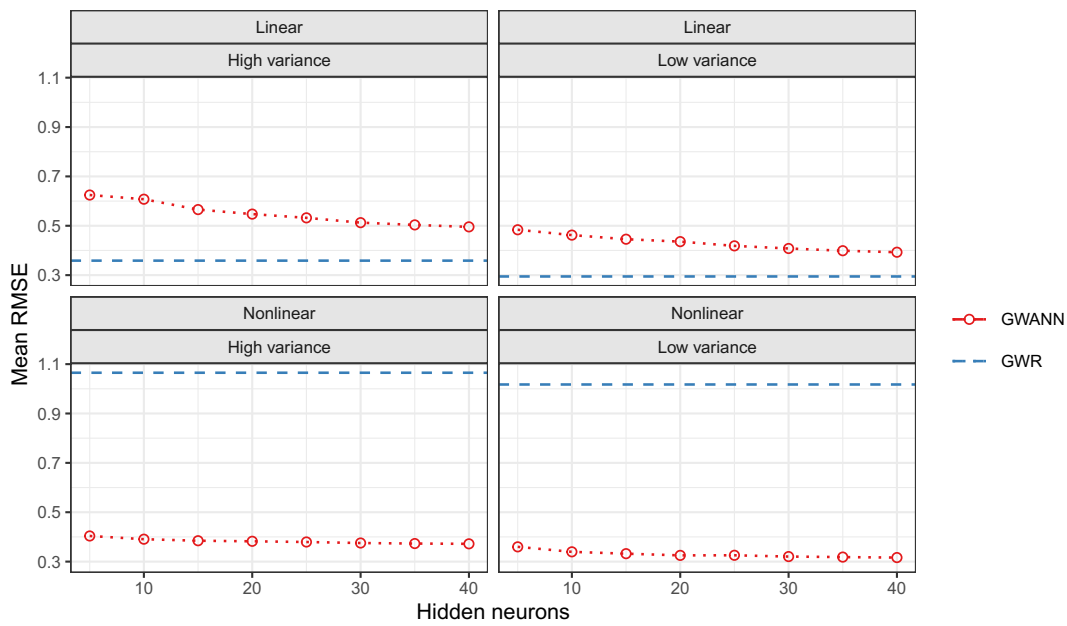 Linear
Linear
High variance
Low variance
1.1
0.9
0.7
0.5
0.3
Nonlinear
Nonlinear
High variance
Low variance
1.1
0.9
0.7
0.5
0.3
10
20
30
40
10
20
30
40
Hidden neurons
Mean RMSE
GWANN
GWR